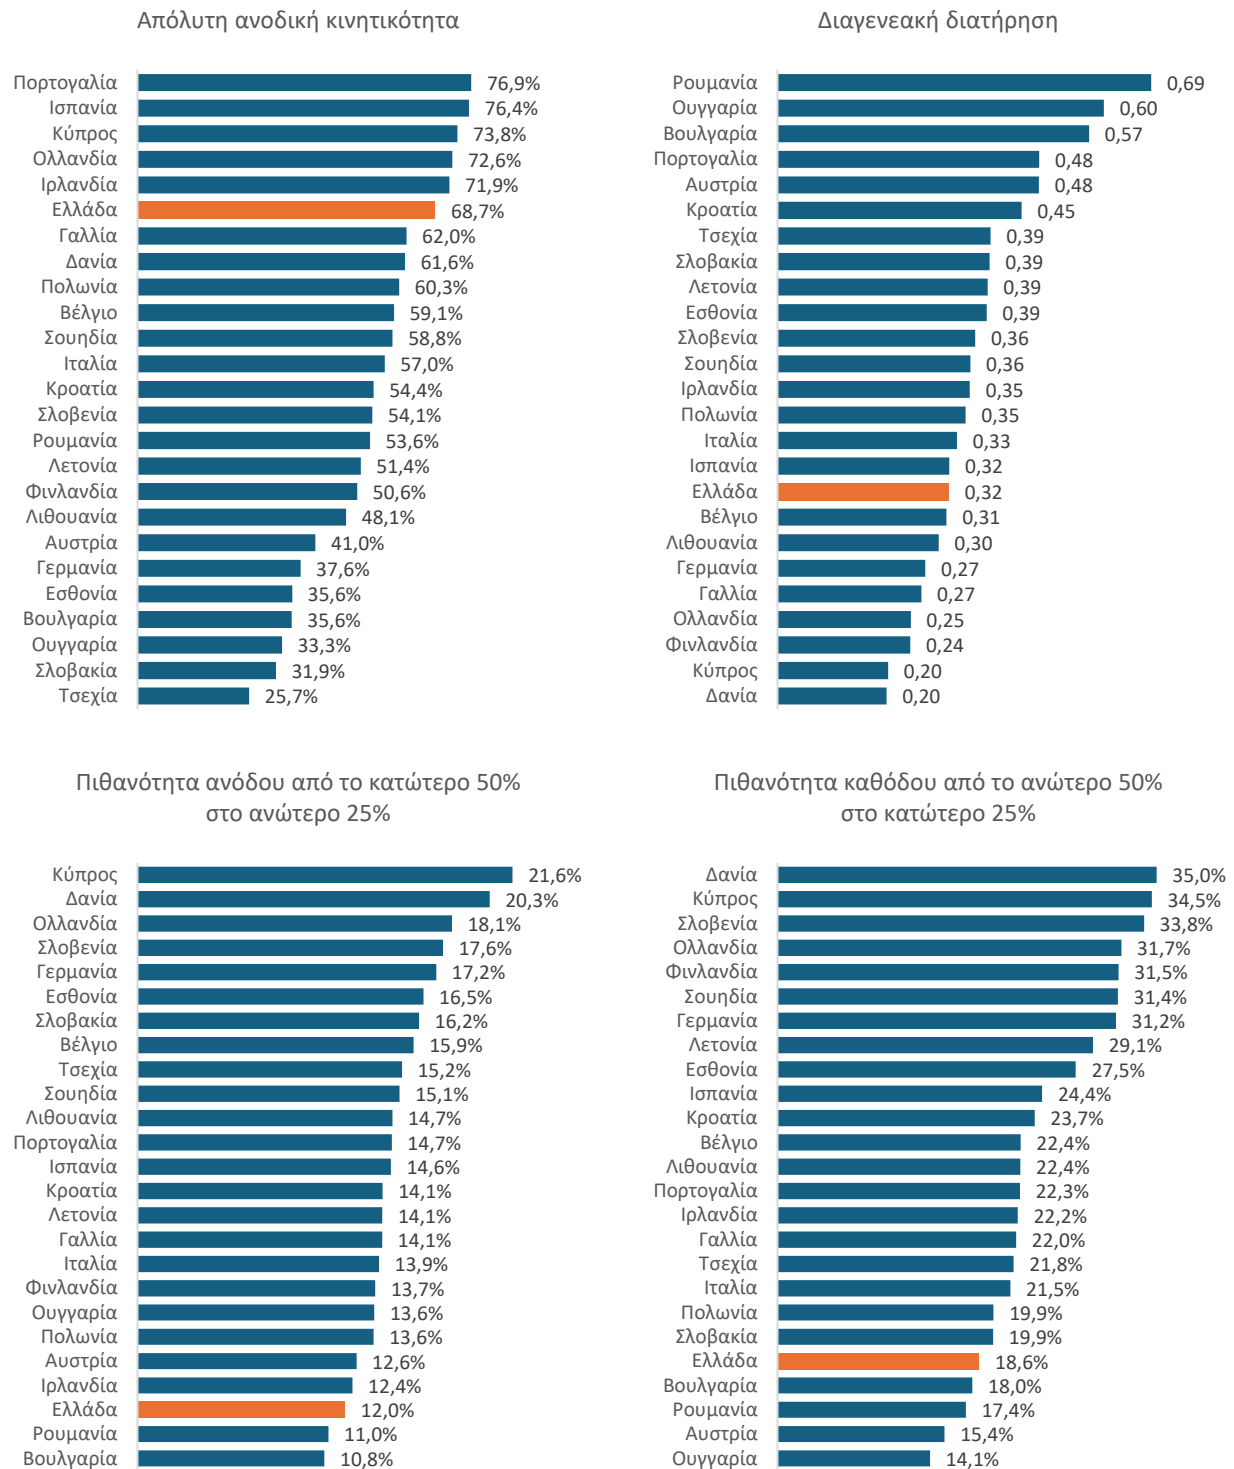 Απόλυτη ανοδική κινητικότητα
Πορτογαλία 76,9%
Ισπανία 76,4%
Κύπρος 73,8%
Ολλανδία 72,6%
Ιρλανδία 71,9%
Ελλάδα 68,7%
Γαλλία 62,0%
Δανία 61,6%
Πολωνία 60,3%
Βέλγιο 59,1%
Σουηδία 58,8%
Ιταλία 57,0%
Κροατία 54,4%
Σλοβενία 54,1%
Ρουμανία 53,6%
Λετονία 51,4%
Φινλανδία 50,6%
Λιθουανία 48,1%
Αυστρία 41,0%
Γερμανία 37,6%
Εσθονία 35,6%
Βουλγαρία 35,6%
Ουγγαρία 33,3%
Σλοβακία 31,9%
Τσεχία 25,7%
Διαγενεακή διατήρηση
Ρουμανία 0,69
Ουγγαρία 0,60
Βουλγαρία 0,57
Πορτογαλία 0,48
Αυστρία 0,48
Κροατία 0,45
Τσεχία 0,39
Σλοβακία 0,39
Λετονία 0,39
Εσθονία 0,39
Σλοβενία 0,36
Σουηδία 0,36
Ιρλανδία 0,35
Πολωνία 0,35
Ιταλία 0,33
Ισπανία 0,32
Ελλάδα 0,32
Βέλγιο 0,31
Λιθουανία 0,30
Γερμανία 0,27
Γαλλία 0,27
Ολλανδία 0,25
Φινλανδία 0,24
Κύπρος 0,20
Δανία 0,20
Πιθανότητα ανόδου από το κατώτερο 50%
στο ανώτερο 25%
Κύπρος 21,6%
Δανία 20,3%
Ολλανδία 18,1%
Σλοβενία 17,6%
Γερμανία 17,2%
Εσθονία 16,5%
Σλοβακία 16,2%
Βέλγιο 15,9%
Τσεχία 15,2%
Σουηδία 15,1%
Λιθουανία 14,7%
Πορτογαλία 14,7%
Ισπανία 14,6%
Κροατία 14,1%
Λετονία 14,1%
Γαλλία 14,1%
Ιταλία 13,9%
Φινλανδία 13,7%
Ουγγαρία 13,6%
Πολωνία 13,6%
Αυστρία 12,6%
Ιρλανδία 12,4%
Ελλάδα 12,0%
Ρουμανία 11,0%
Βουλγαρία 10,8%
Πιθανότητα καθόδου από το ανώτερο 50%
στο κατώτερο 25%
Δανία 35,0%
Κύπρος 34,5%
Σλοβενία 33,8%
Ολλανδία 31,7%
Φινλανδία 31,5%
Σουηδία 31,4%
Γερμανία 31,2%
Λετονία 29,1%
Εσθονία 27,5%
Ισπανία 24,4%
Κροατία 23,7%
Βέλγιο 22,4%
Λιθουανία 22,4%
Πορτογαλία 22,3%
Ιρλανδία 22,2%
Γαλλία 22,0%
Τσεχία 21,8%
Ιταλία 21,5%
Πολωνία 19,9%
Σλοβακία 19,9%
Ελλάδα 18,6%
Βουλγαρία 18,0%
Ρουμανία 17,4%
Αυστρία 15,4%
Ουγγαρία 14,1%